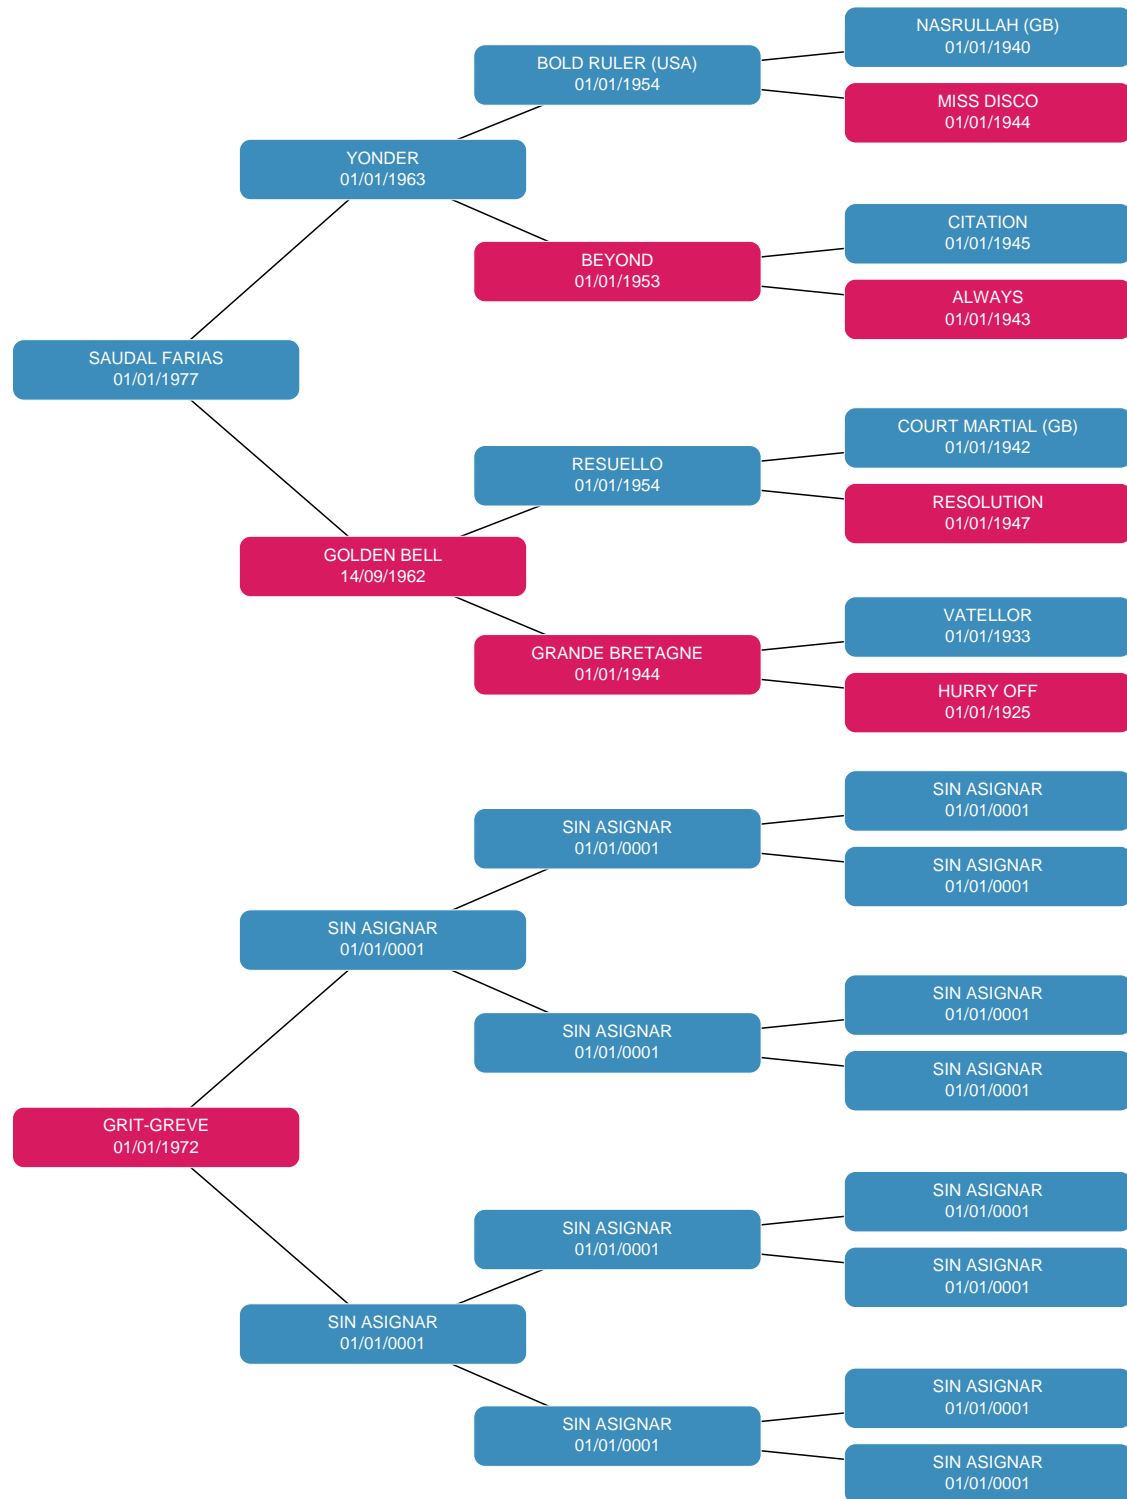 NASRULLAH (GB)
01/01/1940
BOLD RULER (USA)
01/01/1954
MISS DISCO
01/01/1944
YONDER
01/01/1963
CITATION
01/01/1945
BEYOND
01/01/1953
ALWAYS
01/01/1943
SAUDAL FARIAS
01/01/1977
COURT MARTIAL (GB)
01/01/1942
RESUELLO
01/01/1954
RESOLUTION
01/01/1947
GOLDEN BELL
14/09/1962
VATELLOR
01/01/1933
GRANDE BRETAGNE
01/01/1944
HURRY OFF
01/01/1925
SIN ASIGNAR
01/01/0001
SIN ASIGNAR
01/01/0001
SIN ASIGNAR
01/01/0001
SIN ASIGNAR
01/01/0001
SIN ASIGNAR
01/01/0001
SIN ASIGNAR
01/01/0001
SIN ASIGNAR
01/01/0001
GRIT-GREVE
01/01/1972
SIN ASIGNAR
01/01/0001
SIN ASIGNAR
01/01/0001
SIN ASIGNAR
01/01/0001
SIN ASIGNAR
01/01/0001
SIN ASIGNAR
01/01/0001
SIN ASIGNAR
01/01/0001
SIN ASIGNAR
01/01/0001